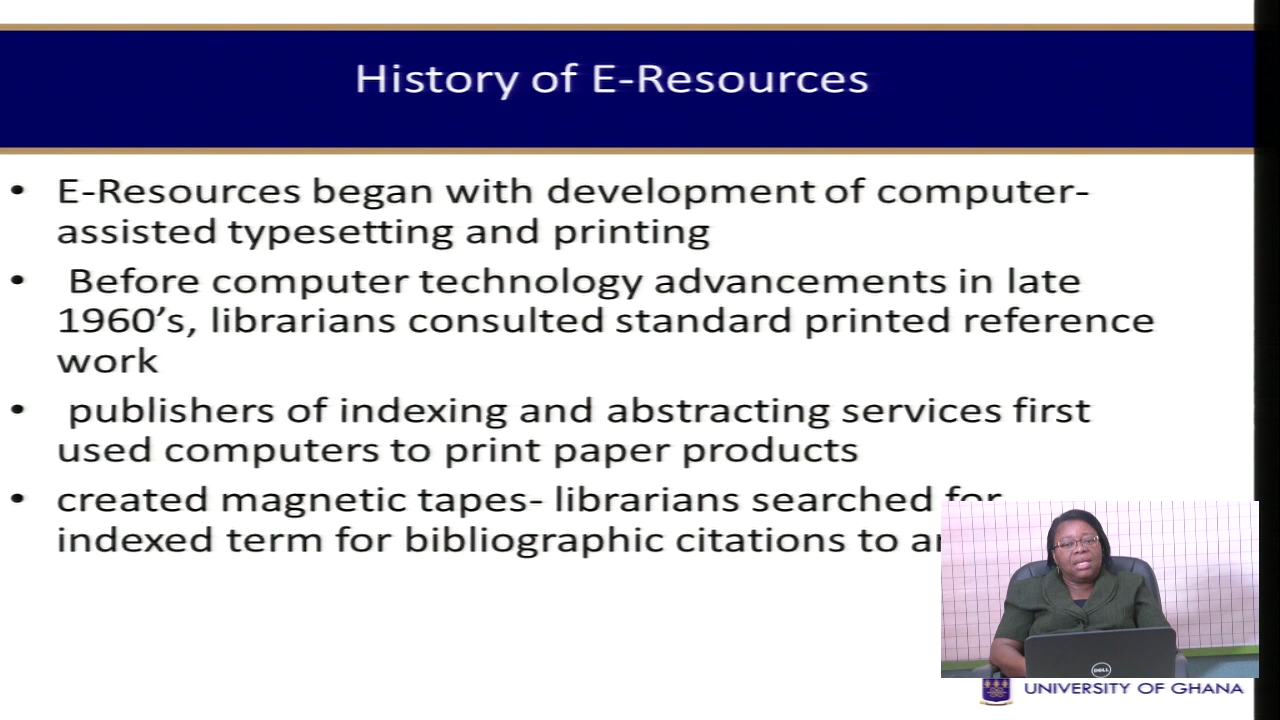 History of E-Resources
• E-Resources began with development of computer-
assisted typesetting and printing
• Before computer technology advancements in late
1960’s, librarians consulted standard printed reference
work
• publishers of indexing and abstracting services first
used computers to print paper products
• created magnetic tapes- librarians searched for
indexed term for bibliographic citations to
DELL
UNIVERSITY OF GHANA